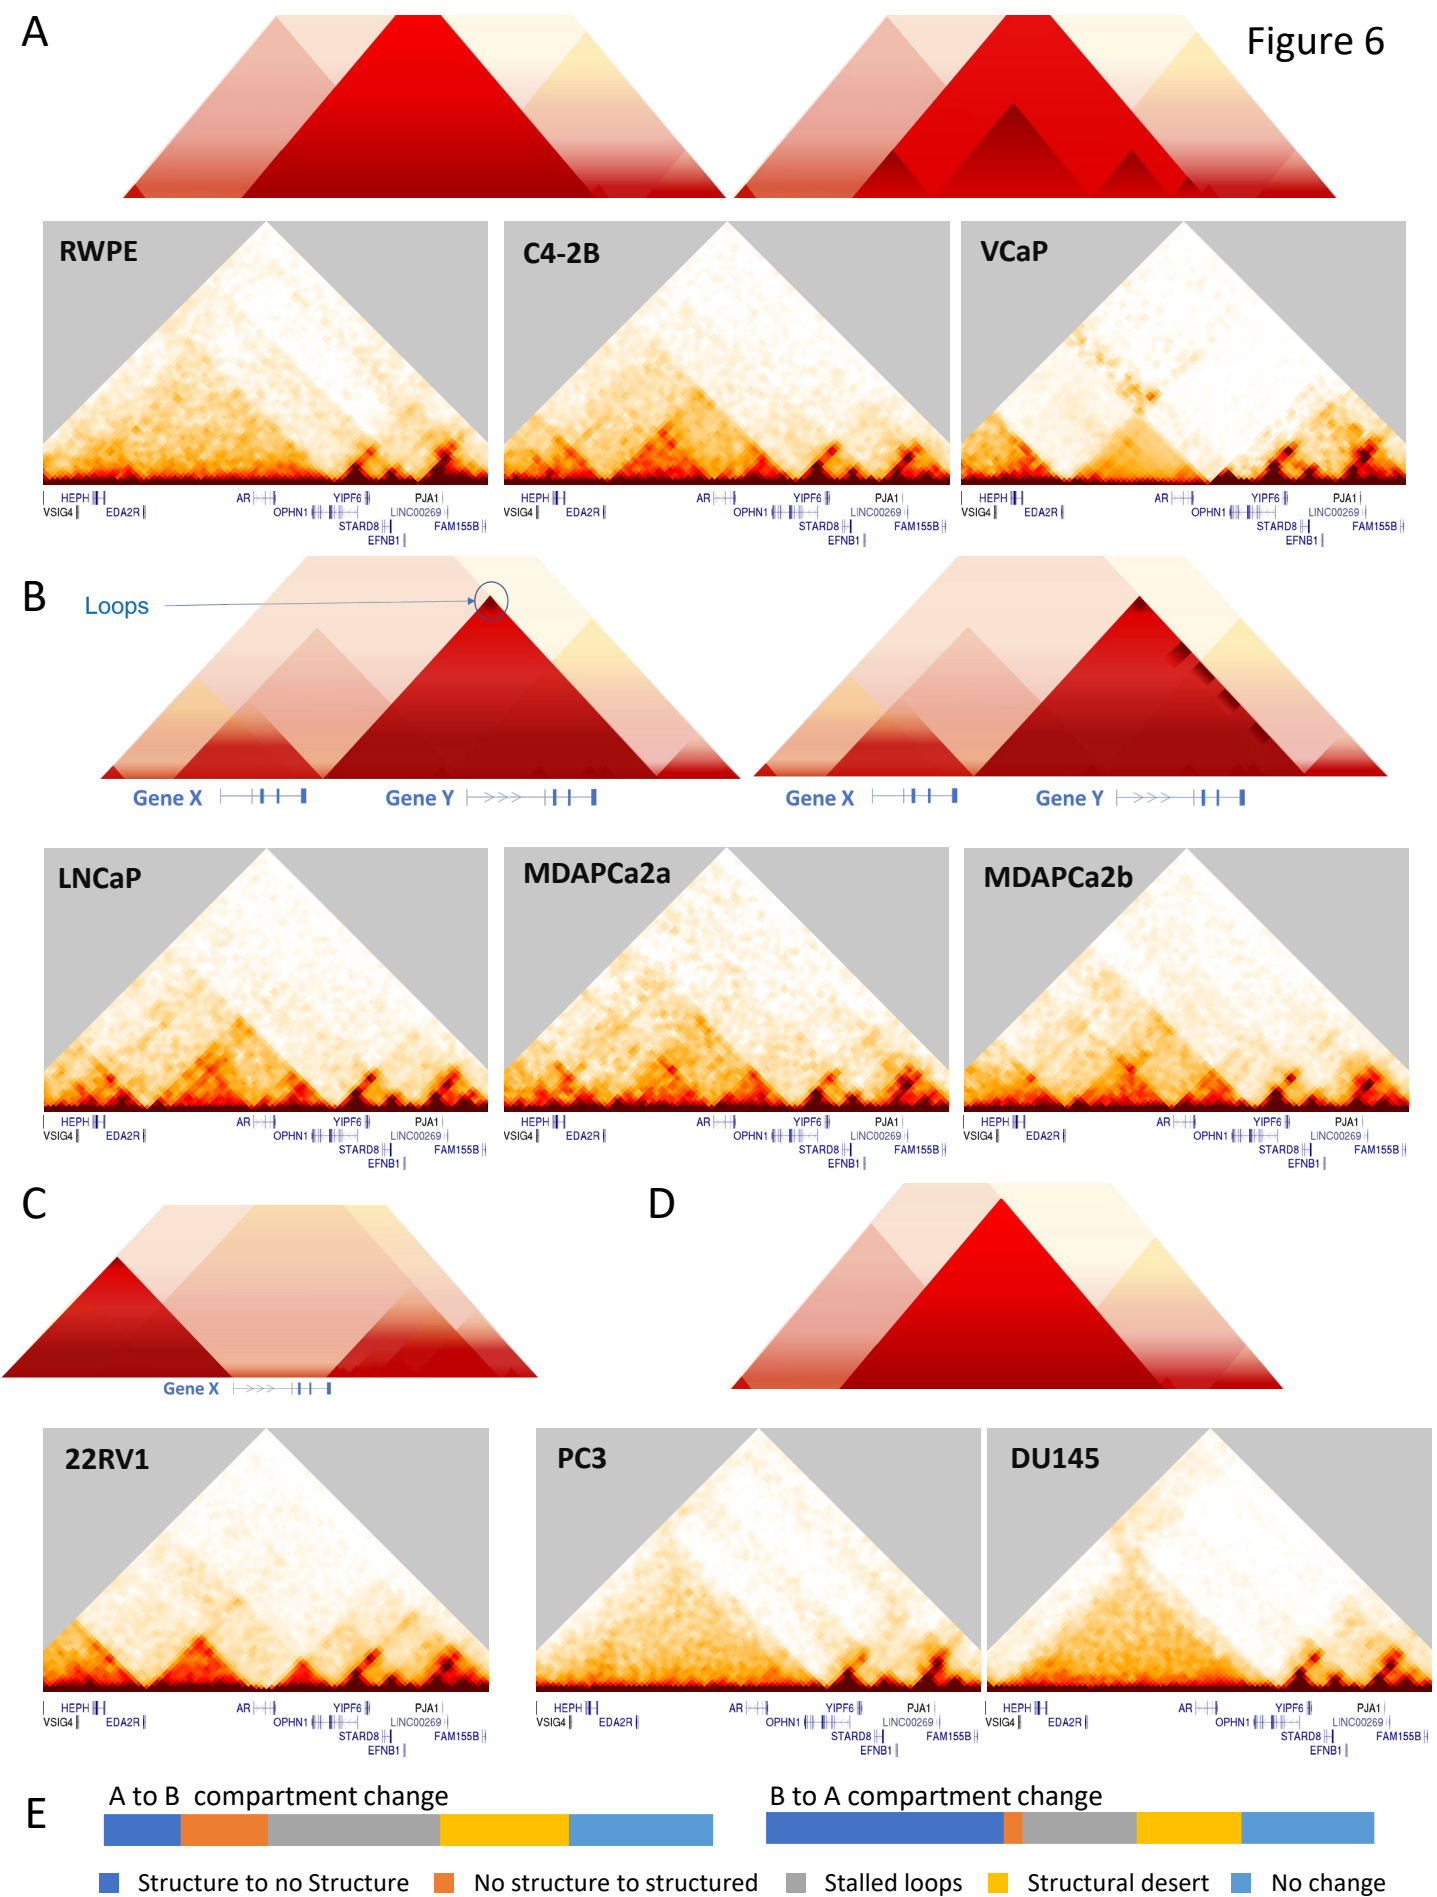 A
Figure 6
RWPE
C4-2B
VCaP
HEPH AR YIPF6 PJA1
VSIG4 EDA2R OPHN1 LINC00269
STARD8 FAM155B
EFNB1
HEPH AR YIPF6 PJA1
VSIG4 EDA2R OPHN1 LINC00269
STARD8 FAM155B
EFNB1
HEPH AR YIPF6 PJA1
VSIG4 EDA2R OPHN1 LINC00269
STARD8 FAM155B
EFNB1
B
Loops
Gene X Gene Y
Gene X Gene Y
LNCaP
MDAPCa2a
MDAPCa2b
HEPH AR YIPF6 PJA1
VSIG4 EDA2R OPHN1 LINC00269
STARD8 FAM155B
EFNB1
HEPH AR YIPF6 PJA1
VSIG4 EDA2R OPHN1 LINC00269
STARD8 FAM155B
EFNB1
HEPH AR YIPF6 PJA1
VSIG4 EDA2R OPHN1 LINC00269
STARD8 FAM155B
EFNB1
C
D
Gene X
22RV1
PC3
DU145
HEPH AR YIPF6 PJA1
VSIG4 EDA2R OPHN1 LINC00269
STARD8 FAM155B
EFNB1
HEPH AR YIPF6 PJA1
VSIG4 EDA2R OPHN1 LINC00269
STARD8 FAM155B
EFNB1
HEPH AR YIPF6 PJA1
VSIG4 EDA2R OPHN1 LINC00269
STARD8 FAM155B
EFNB1
E
A to B compartment change
B to A compartment change
Structure to no Structure No structure to structured Stalled loops Structural desert No change